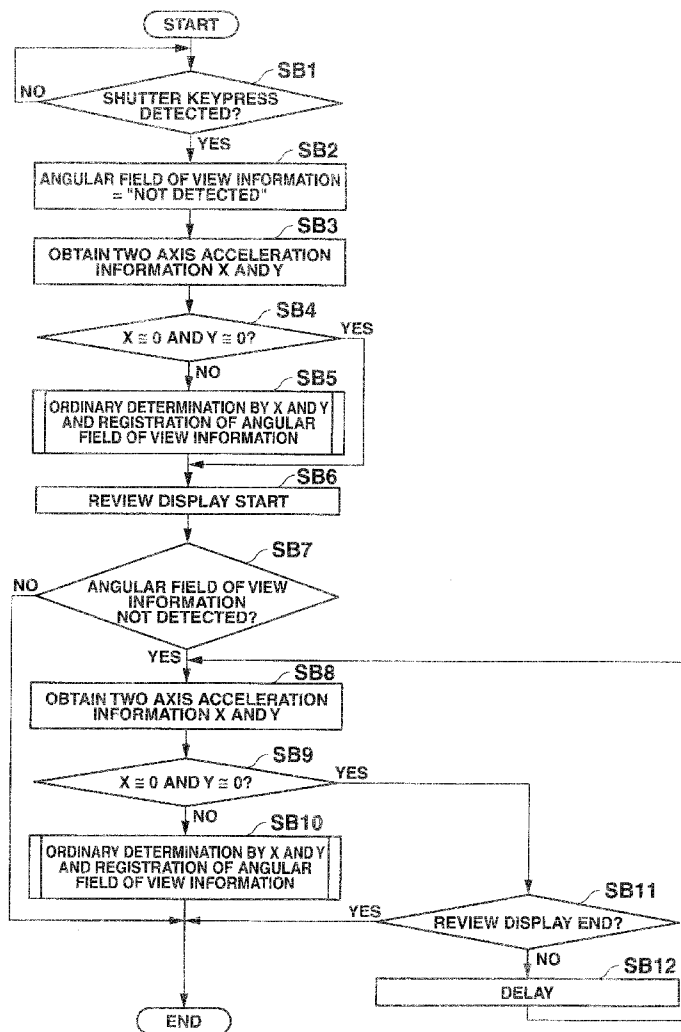 START
SB1
SHUTTER KEYPRESS
DETECTED?
NO
YES
SB2
ANGULAR FIELD OF VIEW INFORMATION
= "NOT DETECTED"
SB3
OBTAIN TWO AXIS ACCELERATION
INFORMATION X AND Y
SB4
X ≅ 0 AND Y ≅ 0?
YES
NO
SB5
ORDINARY DETERMINATION BY X AND Y
AND REGISTRATION OF ANGULAR
FIELD OF VIEW INFORMATION
SB6
REVIEW DISPLAY START
SB7
NO
ANGULAR FIELD OF VIEW
INFORMATION
NOT DETECTED?
YES
SB8
OBTAIN TWO AXIS ACCELERATION
INFORMATION X AND Y
SB9
X ≅ 0 AND Y ≅ 0?
YES
NO
SB10
ORDINARY DETERMINATION BY X AND Y
AND REGISTRATION OF ANGULAR
FIELD OF VIEW INFORMATION
SB11
YES
REVIEW DISPLAY END?
NO
SB12
DELAY
END